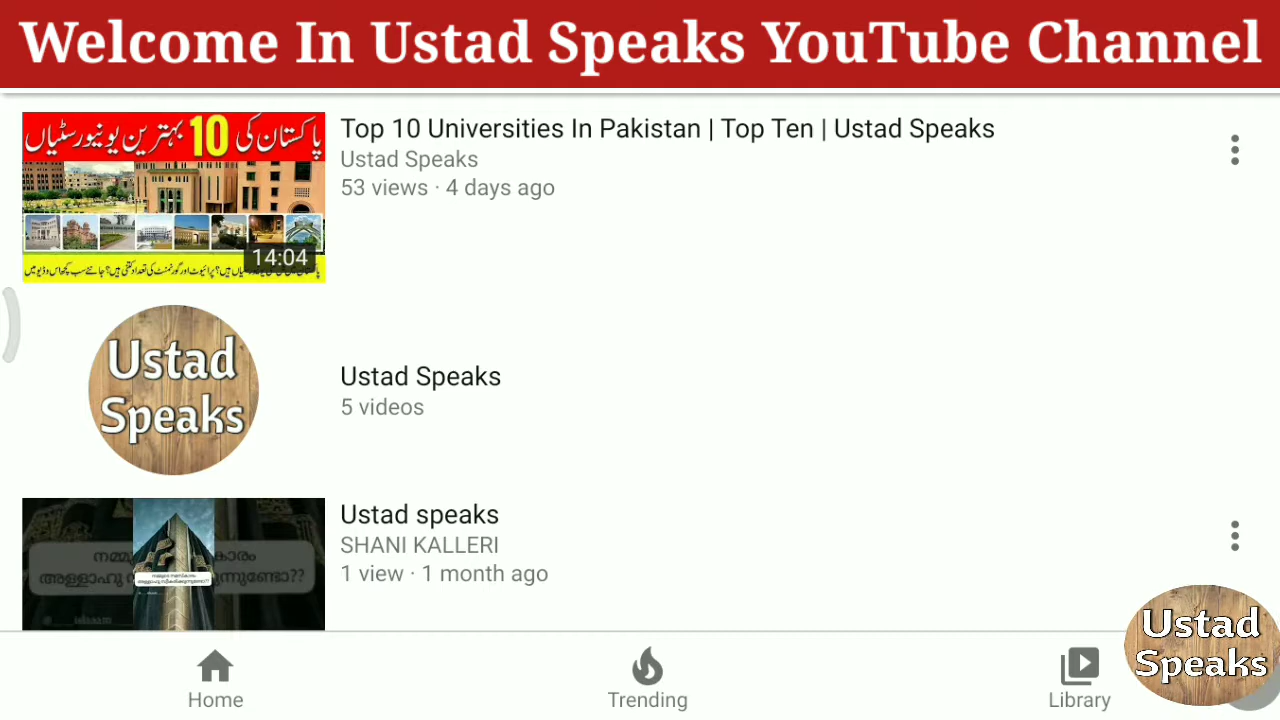 Welcome In Ustad Speaks YouTube Channel
پاکستان کی 10 بہترین یونیورسٹیاں
14:04
Top 10 Universities In Pakistan | Top Ten | Ustad Speaks
Ustad Speaks
53 views · 4 days ago
Ustad
Speaks
Ustad Speaks
5 videos
Ustad speaks
SHANI KALLERI
1 view · 1 month ago
Ustad
Speaks
Home
Trending
Library